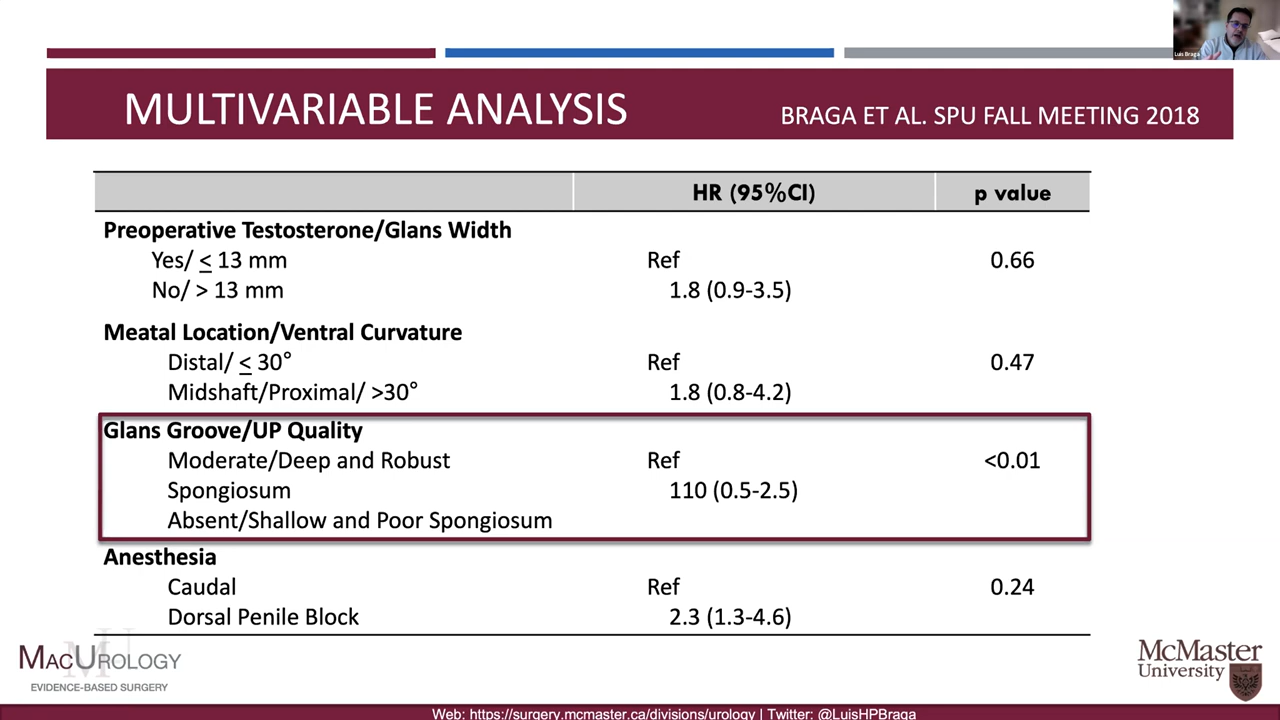 Luis Braga
MULTIVARIABLE ANALYSIS BRAGA ET AL. SPU FALL MEETING 2018
HR (95%CI) p value
Preoperative Testosterone/Glans Width
Yes/ ≤ 13 mm Ref 0.66
No/ > 13 mm 1.8 (0.9-3.5)
Meatal Location/Ventral Curvature
Distal/ ≤ 30° Ref 0.47
Midshaft/Proximal/ >30° 1.8 (0.8-4.2)
Glans Groove/UP Quality
Moderate/Deep and Robust Ref <0.01
Spongiosum 110 (0.5-2.5)
Absent/Shallow and Poor Spongiosum
Anesthesia
Caudal Ref 0.24
Dorsal Penile Block 2.3 (1.3-4.6)
MACUROLOGY
EVIDENCE-BASED SURGERY
McMaster
University
Web: https://surgery.mcmaster.ca/divisions/urology | Twitter: @LuisHPBraga